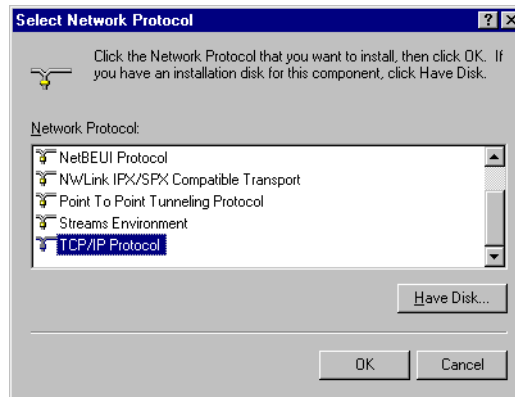 Select Network Protocol
Click the Network Protocol that you want to install, then click OK. If
you have an installation disk for this component, click Have Disk.
Network Protocol:
NetBEUI Protocol
NWLink IPX/SPX Compatible Transport
Point To Point Tunneling Protocol
Streams Environment
TCP/IP Protocol
Have Disk...
OK
Cancel